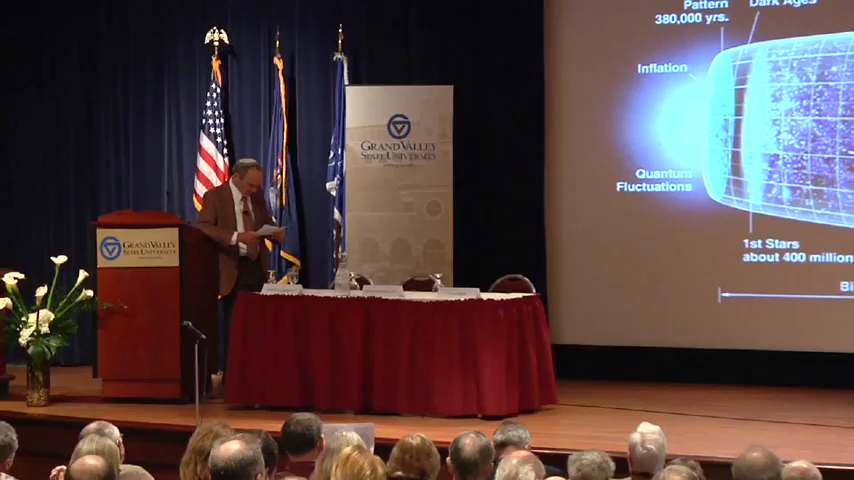 Pattern
380,000 yrs.
Dark Ages
Inflation
Quantum
Fluctuations
1st Stars
about 400 million
Bi
GRAND VALLEY
STATE UNIVERSITY
GRAND VALLEY
STATE UNIVERSITY